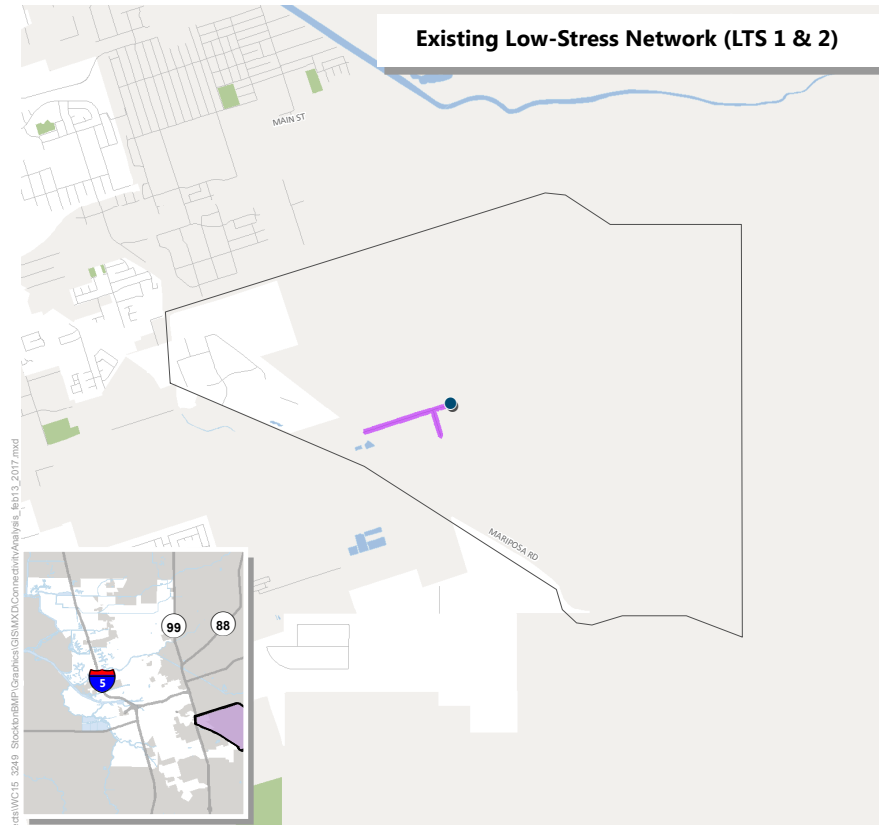 Existing Low-Stress Network (LTS 1 & 2)
MAIN ST
MARIPOSA RD
99
88
5
cts\WC15_3249_StocktonBMP\Graphics\GIS\MXD\ConnectivityAnalysis_feb13_2017.mxd